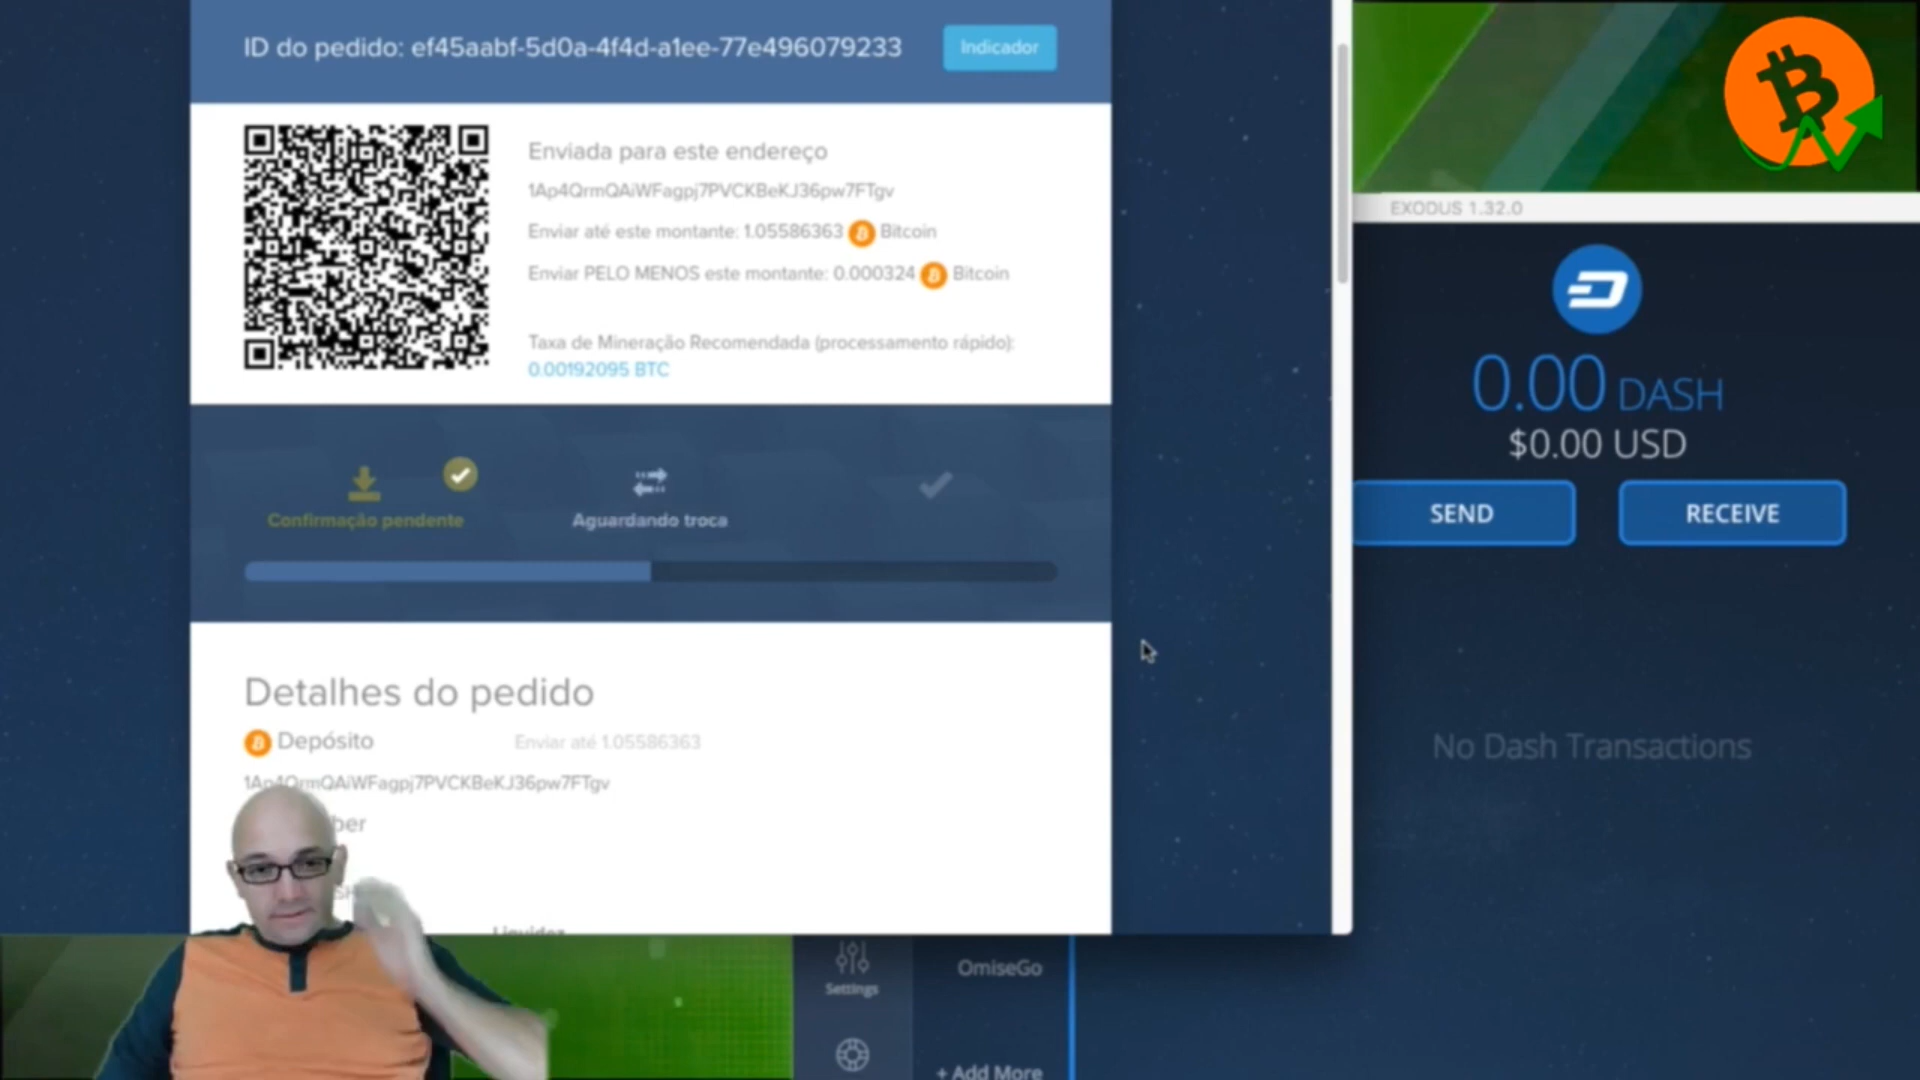 ID do pedido: ef45aabf-5d0a-4f4d-a1ee-77e496079233
Indicador
Enviada para este endereço
1Ap4QrmQAiWFagpj7PVCKBeKJ36pw7FTgv
Enviar até este montante: 1.05586363 Bitcoin
Enviar PELO MENOS este montante: 0.000324 Bitcoin
Taxa de Mineração Recomendada (processamento rápido):
0.00192095 BTC
Confirmação pendente
Aguardando troca
Detalhes do pedido
Depósito
Enviar até 1.05586363
1Ap4QrmQAiWFagpj7PVCKBeKJ36pw7FTgv
EXODUS 1.32.0
0.00 DASH
$0.00 USD
SEND
RECEIVE
No Dash Transactions
Settings
OmiseGo
+ Add More